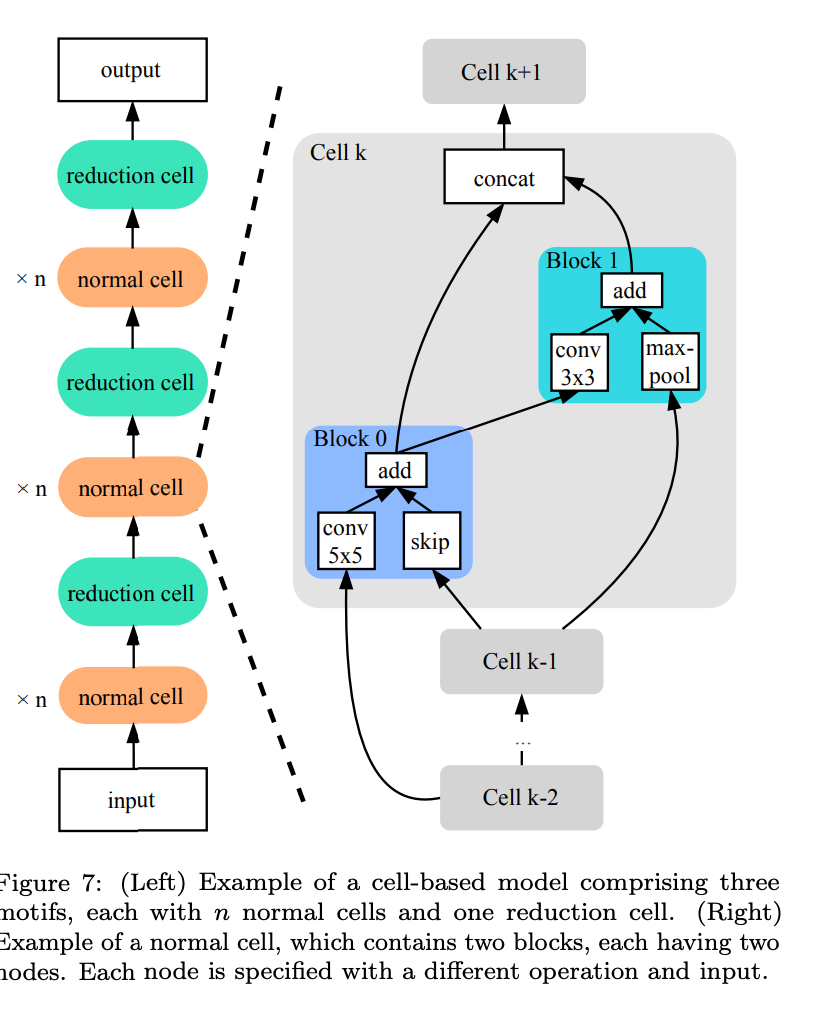 output
reduction cell
× n
normal cell
reduction cell
× n
normal cell
reduction cell
× n
normal cell
input
Cell k+1
Cell k
concat
Block 1
add
conv
3x3
max-
pool
Block 0
add
conv
5x5
skip
Cell k-1
...
Cell k-2
Figure 7: (Left) Example of a cell-based model comprising three
motifs, each with n normal cells and one reduction cell. (Right)
Example of a normal cell, which contains two blocks, each having two
nodes. Each node is specified with a different operation and input.